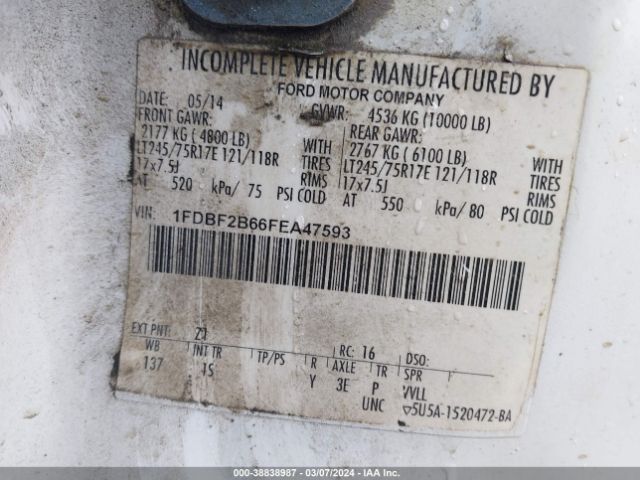 INCOMPLETE VEHICLE MANUFACTURED BY
FORD MOTOR COMPANY
DATE: 05/14 GVWR: 4536 KG (10000 LB)
FRONT GAWR: REAR GAWR:
2177 KG ( 4800 LB) WITH 2767 KG ( 6100 LB) WITH
LT245/75R17E 121/118R TIRES LT245/75R17E 121/118R TIRES
17x7.5J RIMS 17x7.5J RIMS
AT 520 kPa/ 75 PSI COLD AT 550 kPa/ 80 PSI COLD
VIN: 1FDBF2B66FEA47593
EXT PNT: Z1 RC: 16 DSO:
WB INT TR TP/PS R AXLE TR SPR
137 IS Y 3E P VVLL
UNC ▽5U5A-1520472-BA
000-38838987 - 03/07/2024 - IAA Inc.